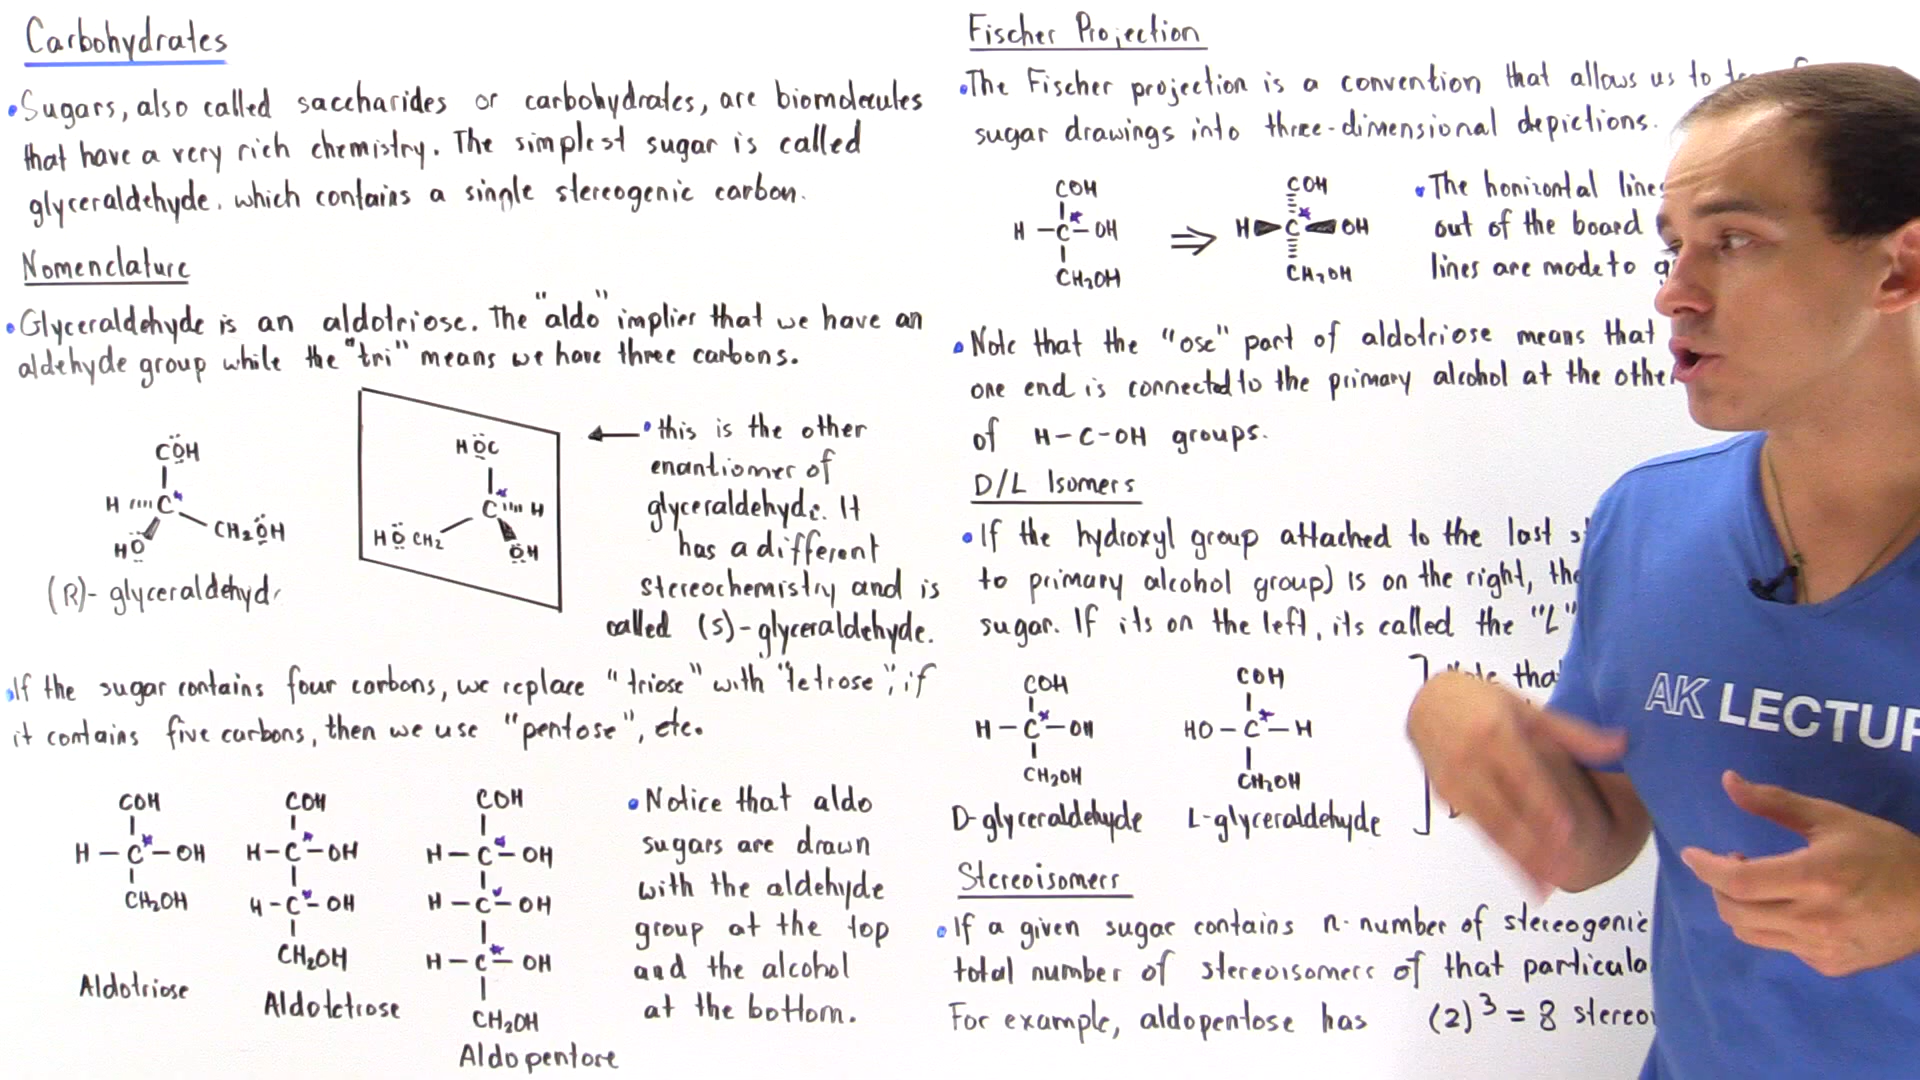 Carbohydrates
•Sugars, also called saccharides or carbohydrates, are biomolecules
that have a very rich chemistry. The simplest sugar is called
glyceraldehyde, which contains a single stereogenic carbon.
Nomenclature
•Glyceraldehyde is an aldotriose. The "aldo" implies that we have an
aldehyde group while the "tri" means we have three carbons.
COH
H C*
HO CH2OH
(R)-glyceraldehyd
HOC
C* H
HO CH2
OH
•this is the other
enantiomer of
glyceraldehyde. It
has a different
stereochemistry and is
called (S)-glyceraldehyde.
•If the sugar contains four carbons, we replace "triose" with "tetrose"; if
it contains five carbons, then we use "pentose", etc.
COH
H – C* – OH
CH2OH
Aldotriose
COH
H – C* – OH
H – C* – OH
CH2OH
Aldotetrose
COH
H – C* – OH
H – C* – OH
H – C* – OH
CH2OH
Aldopentose
•Notice that aldo
sugars are drawn
with the aldehyde
group at the top
and the alcohol
at the bottom.
Fischer Projection
•The Fischer projection is a convention that allows us to
sugar drawings into three-dimensional depictions.
COH
H – C* – OH
CH2OH
⇒
COH
H C* OH
CH2OH
•The horizontal lines
out of the board
lines are made to
•Note that the "ose" part of aldotriose means that
one end is connected to the primary alcohol at the other
of H–C–OH groups.
D/L Isomers
•If the hydroxyl group attached to the last
to primary alcohol group) is on the right, the
sugar. If its on the left, its called the "L"
COH
H – C* – OH
CH2OH
D-glyceraldehyde
COH
HO – C* – H
CH2OH
L-glyceraldehyde
Stereoisomers
•If a given sugar contains n-number of stereogenic
total number of stereoisomers of that particula
For example, aldopentose has (2)^3 = 8 stereo
AK LECTUR